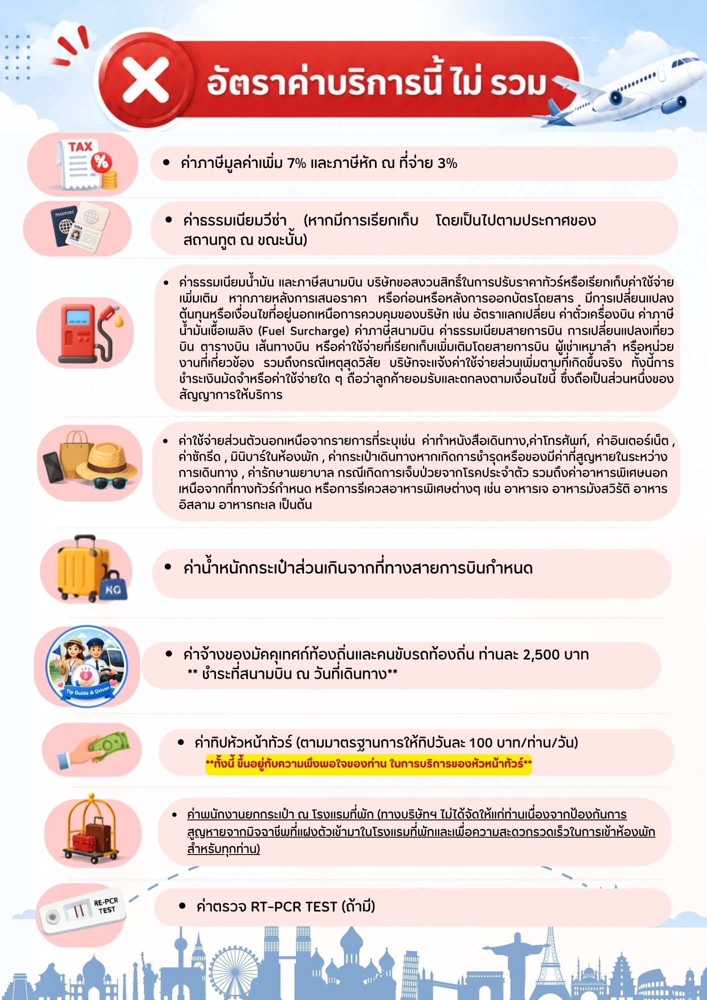 อัตราค่าบริการนี้ ไม่ รวม
TAX
%
• ค่าภาษีมูลค่าเพิ่ม 7% และภาษีหัก ณ ที่จ่าย 3%
PASSPORT
VISA
• ค่าธรรมเนียมวีซ่า (หากมีการเรียกเก็บ โดยเป็นไปตามประกาศของ
สถานทูต ณ ขณะนั้น)
• ค่าธรรมเนียมน้ำมัน และภาษีสนามบิน บริษัทขอสงวนสิทธิ์ในการปรับราคาทัวร์หรือเรียกเก็บค่าใช้จ่าย
เพิ่มเติม หากภายหลังการเสนอราคา หรือก่อนหรือหลังการออกบัตรโดยสาร มีการเปลี่ยนแปลง
ต้นทุนหรือเงื่อนไขที่อยู่นอกเหนือการควบคุมของบริษัท เช่น อัตราแลกเปลี่ยน ค่าตั๋วเครื่องบิน ค่าภาษี
น้ำมันเชื้อเพลิง (Fuel Surcharge) ค่าภาษีสนามบิน ค่าธรรมเนียมสายการบิน การเปลี่ยนแปลงเที่ยว
บิน ตารางบิน เส้นทางบิน หรือค่าใช้จ่ายที่เรียกเก็บเพิ่มเติมโดยสายการบิน ผู้เช่าเหมาลำ หรือหน่วย
งานที่เกี่ยวข้อง รวมถึงกรณีเหตุสุดวิสัย บริษัทจะแจ้งค่าใช้จ่ายส่วนเพิ่มตามที่เกิดขึ้นจริง ทั้งนี้การ
ชำระเงินมัดจำหรือค่าใช้จ่ายใด ๆ ถือว่าลูกค้ายอมรับและตกลงตามเงื่อนไขนี้ ซึ่งถือเป็นส่วนหนึ่งของ
สัญญาการให้บริการ
• ค่าใช้จ่ายส่วนตัวนอกเหนือจากรายการที่ระบุเช่น ค่าทำหนังสือเดินทาง,ค่าโทรศัพท์, ค่าอินเตอร์เน็ต ,
ค่าซักรีด , มินิบาร์ในห้องพัก , ค่ากระเป๋าเดินทางหากเกิดการชำรุดหรือของมีค่าที่สูญหายในระหว่าง
การเดินทาง , ค่ารักษาพยาบาล กรณีเกิดการเจ็บป่วยจากโรคประจำตัว รวมถึงค่าอาหารพิเศษนอก
เหนือจากที่ทางทัวร์กำหนด หรือการรีเควสอาหารพิเศษต่างๆ เช่น อาหารเจ อาหารมังสวิรัติ อาหาร
อิสลาม อาหารทะเล เป็นต้น
KG
• ค่าน้ำหนักกระเป๋าส่วนเกินจากที่ทางสายการบินกำหนด
฿
Tip Guide & Driver
• ค่าจ้างของมัคคุเทศก์ท้องถิ่นและคนขับรถท้องถิ่น ท่านละ 2,500 บาท
** ชำระที่สนามบิน ณ วันที่เดินทาง**
• ค่าทิปหัวหน้าทัวร์ (ตามมาตรฐานการให้ทิปวันละ 100 บาท/ท่าน/วัน)
**ทั้งนี้ ขึ้นอยู่กับความพึงพอใจของท่าน ในการบริการของหัวหน้าทัวร์**
• ค่าพนักงานยกกระเป๋า ณ โรงแรมที่พัก (ทางบริษัทฯ ไม่ได้จัดให้แก่ท่านเนื่องจากป้องกันการ
สูญหายจากมิจฉาชีพที่แฝงตัวเข้ามาในโรงแรมที่พักและเพื่อความสะดวกรวดเร็วในการเข้าห้องพัก
สำหรับทุกท่าน)
RE-PCR
TEST
• ค่าตรวจ RT-PCR TEST (ถ้ามี)